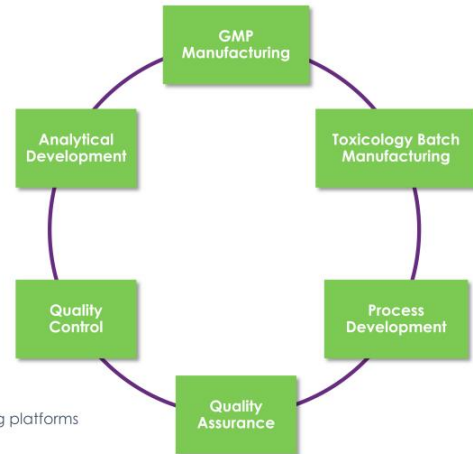 GMP
Manufacturing
Analytical
Development
Toxicology Batch
Manufacturing
Quality
Control
Process
Development
Quality
Assurance
g platforms